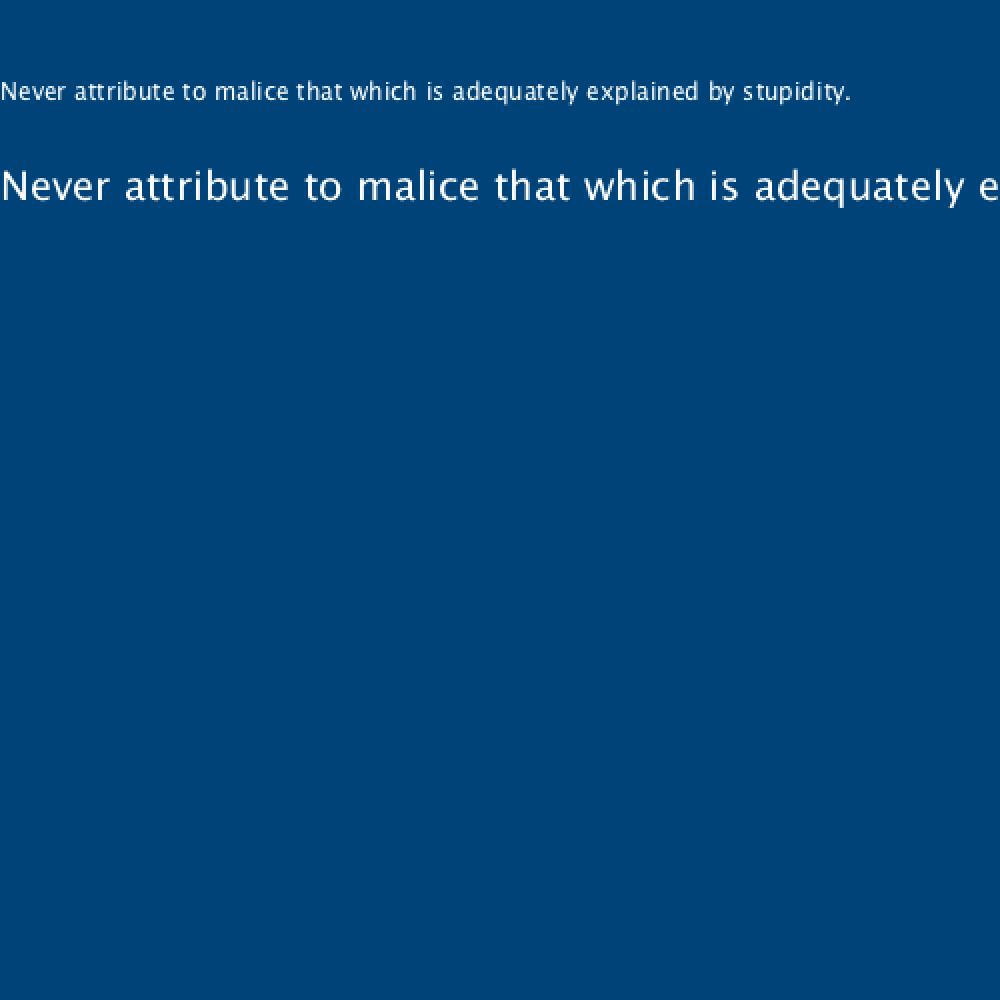 Never attribute to malice that which is adequately explained by stupidity.
Never attribute to malice that which is adequately e